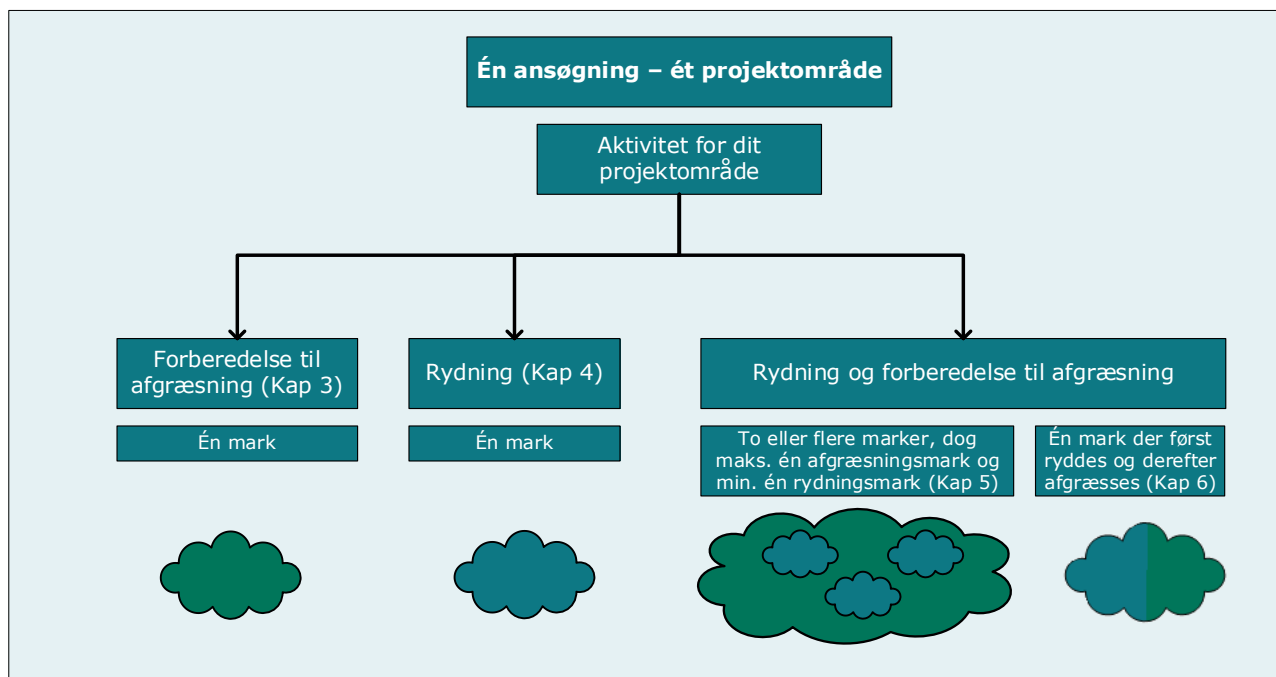 Én ansøgning – ét projektområde
Aktivitet for dit
projektområde
Forberedelse til
afgræsning (Kap 3)
Én mark
Rydning (Kap 4)
Én mark
Rydning og forberedelse til afgræsning
To eller flere marker, dog
maks. én afgræsningsmark og
min. én rydningsmark (Kap 5)
Én mark der først
ryddes og derefter
afgræsses (Kap 6)